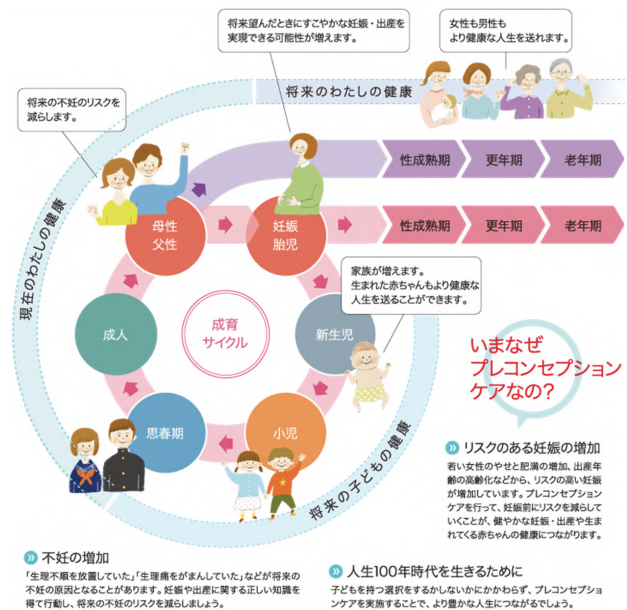 将来望んだときにすこやかな妊娠・出産を
実現できる可能性が増えます。
女性も男性も
より健康な人生を送れます。
将来の不妊のリスクを
減らします。
将来のわたしの健康
現在のわたしの健康
性成熟期
更年期
老年期
母性
父性
妊娠
胎児
性成熟期
更年期
老年期
家族が増えます。
生まれた赤ちゃんもより健康な
人生を送ることができます。
成人
成育
サイクル
新生児
思春期
小児
将来の子どもの健康
いまなぜ
プレコンセプション
ケアなの?
リスクのある妊娠の増加
若い女性のやせと肥満の増加、出産年
齢の高齢化などから、リスクの高い妊娠
が増加しています。プレコンセプション
ケアを行って、妊娠前にリスクを減らして
いくことが、健やかな妊娠・出産や生ま
れてくる赤ちゃんの健康につながります。
不妊の増加
「生理不順を放置していた」「生理痛をがまんしていた」などが将来の
不妊の原因となることがあります。妊娠や出産に関する正しい知識を
得て行動し、将来の不妊のリスクを減らしましょう。
人生100年時代を生きるために
子どもを持つ選択をするかしないかにかかわらず、プレコンセプショ
ンケアを実施することで、より豊かな人生につながるでしょう。